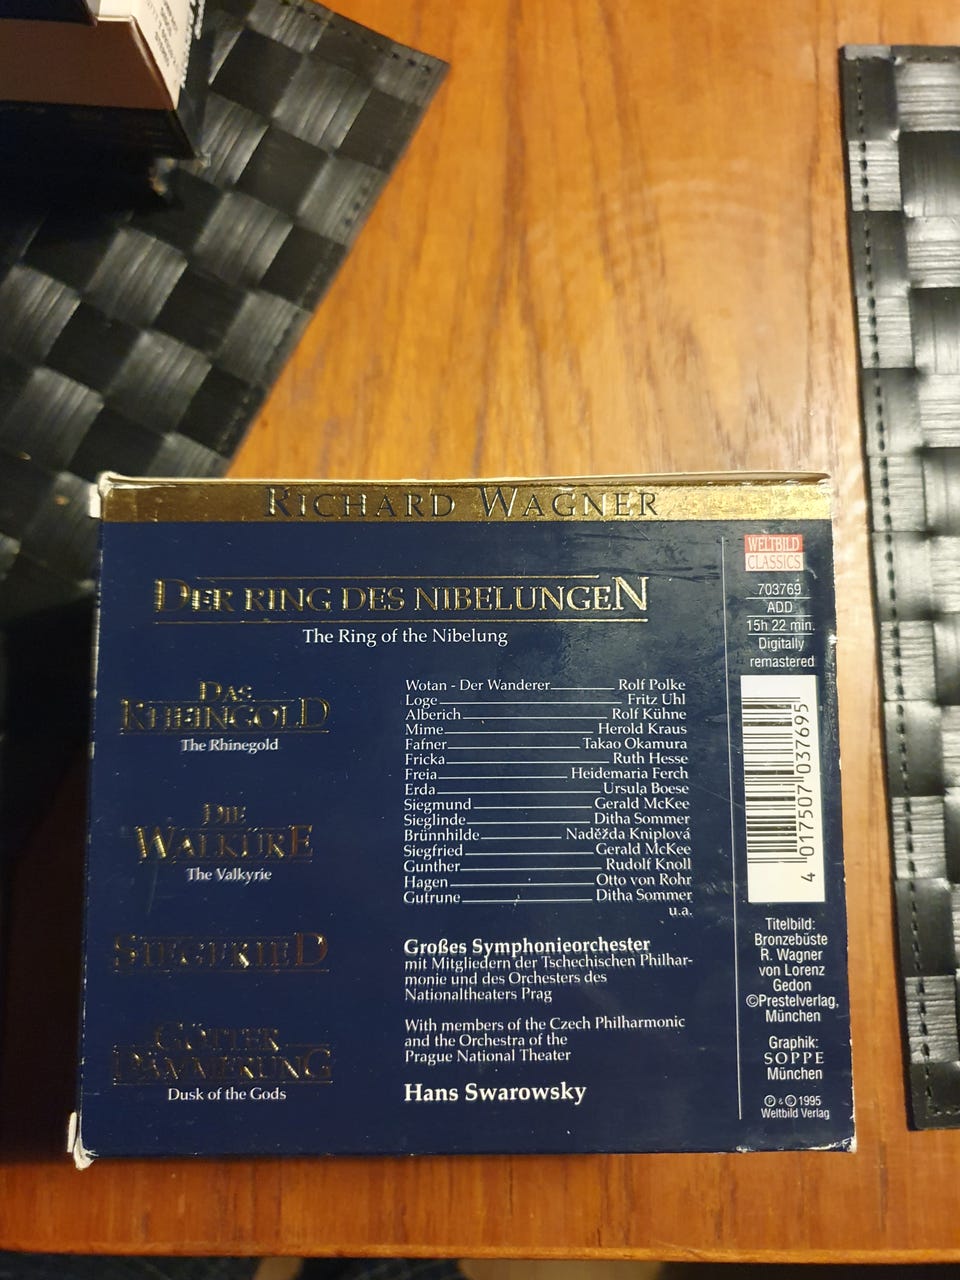 RICHARD WAGNER
DER RING DES NIBELUNGEN
The Ring of the Nibelung
DAS
RHEINGOLD
The Rhinegold
DIE
WALKÜRE
The Valkyrie
SIEGFRIED
GÖTTER
DÄMMERUNG
Dusk of the Gods
Wotan - Der Wanderer Rolf Polke
Loge Fritz Uhl
Alberich Rolf Kühne
Mime Herold Kraus
Fafner Takao Okamura
Fricka Ruth Hesse
Freia Heidemaria Ferch
Erda Ursula Boese
Siegmund Gerald McKee
Sieglinde Ditha Sommer
Brünnhilde Naděžda Kniplová
Siegfried Gerald McKee
Gunther Rudolf Knoll
Hagen Otto von Rohr
Gutrune Ditha Sommer
u.a.
Großes Symphonieorchester
mit Mitgliedern der Tschechischen Philhar-
monie und des Orchesters des
Nationaltheaters Prag
With members of the Czech Philharmonic
and the Orchestra of the
Prague National Theater
Hans Swarowsky
WELTBILD
CLASSICS
703769
ADD
15h 22 min.
Digitally
remastered
4 017507 037695
Titelbild:
Bronzebüste
R. Wagner
von Lorenz
Gedon
©Prestelverlag,
München
Graphik:
SOPPE
München
℗ & © 1995
Weltbild Verlag